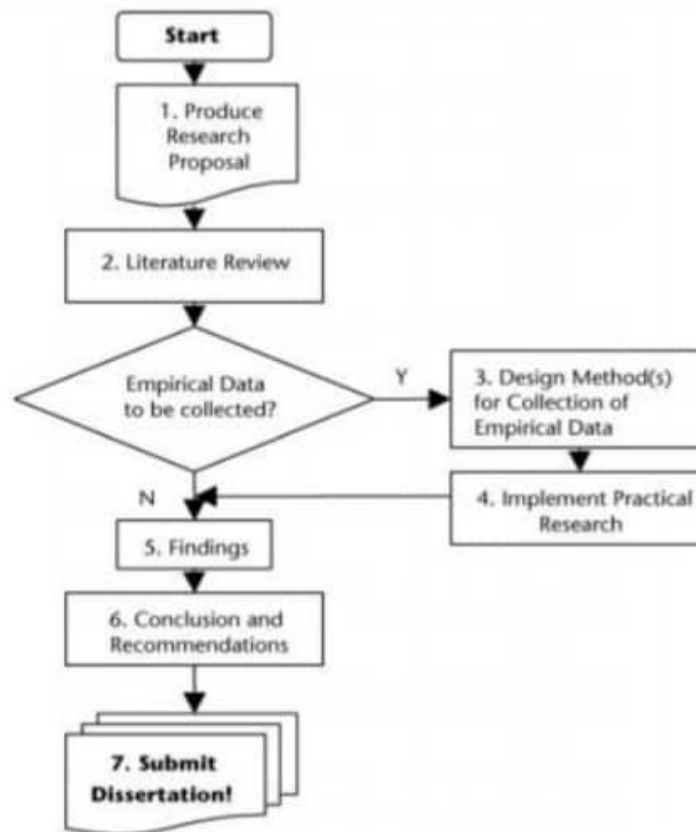 Start
1. Produce
Research
Proposal
2. Literature Review
Empirical Data
to be collected?
Y
3. Design Method(s)
for Collection of
Empirical Data
N
4. Implement Practical
Research
5. Findings
6. Conclusion and
Recommendations
7. Submit
Dissertation!